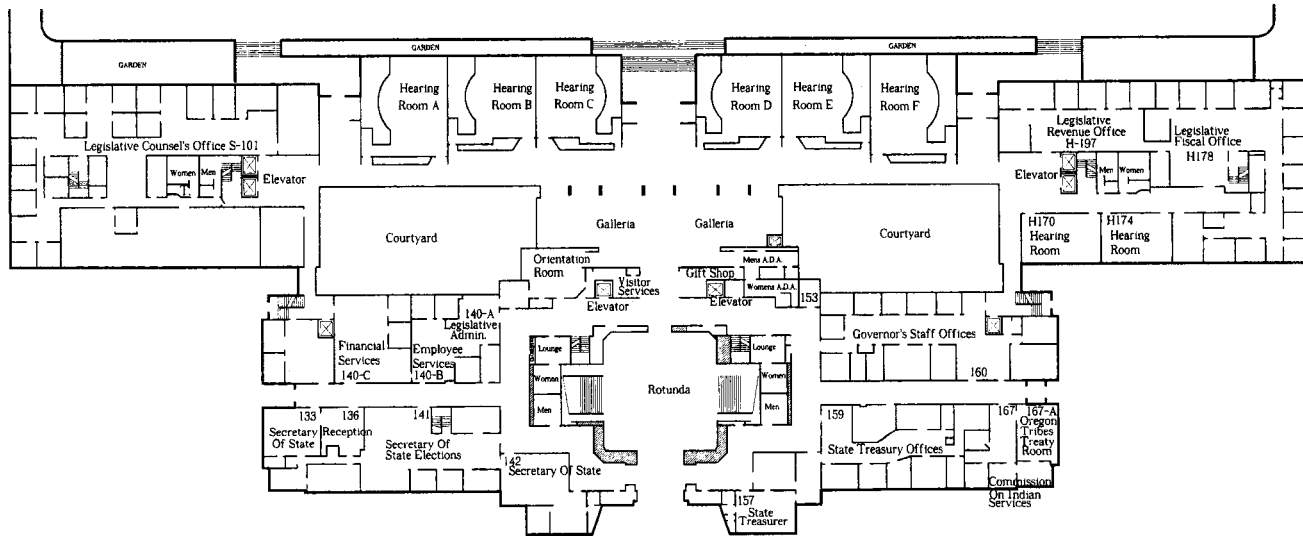 GARDEN
GARDEN
GARDEN
Hearing
Room A
Hearing
Room B
Hearing
Room C
Hearing
Room D
Hearing
Room E
Hearing
Room F
Legislative Counsel's Office S-101
Women
Men
Elevator
Legislative
Revenue Office
H-197
Legislative
Fiscal Office
H178
Elevator
Men
Women
Courtyard
Galleria
Galleria
Courtyard
H170
Hearing
Room
H174
Hearing
Room
Orientation
Room
Visitor
Services
Elevator
Gift Shop
Mens A.D.A.
Womens A.D.A.
Elevator
153
140-A
Legislative
Admin.
Financial
Services
140-C
Employee
Services
140-B
Lounge
Women
Men
Rotunda
Lounge
Women
Men
Governor's Staff Offices
160
133
Secretary
Of State
136
Reception
141
Secretary Of
State Elections
142
Secretary Of State
157
State
Treasurer
159
State Treasury Offices
167
167-A
Oregon
Tribes
Treaty
Room
Commission
On Indian
Services